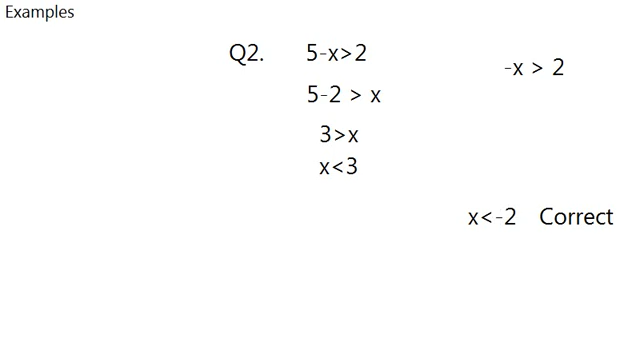 Examples
Q2. 5-x>2
-x > 2
5-2 > x
3>x
x<3
x<-2 Correct